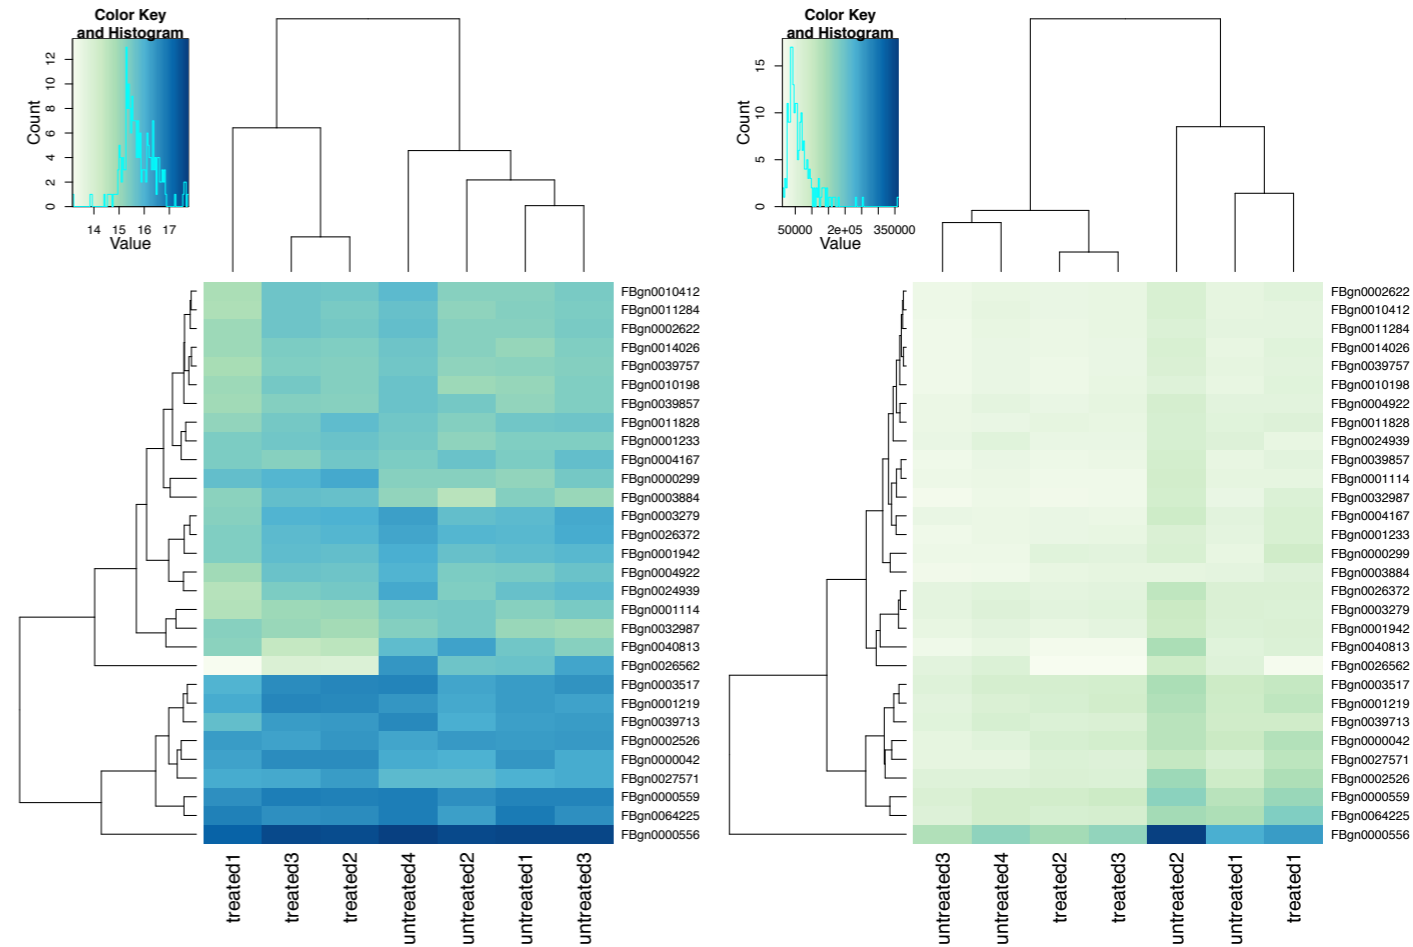 Color Key
and Histogram
Count
0 2 4 6 8 10 12
14 15 16 17
Value
FBgn0010412
FBgn0011284
FBgn0002622
FBgn0014026
FBgn0039757
FBgn0010198
FBgn0039857
FBgn0011828
FBgn0001233
FBgn0004167
FBgn0000299
FBgn0003884
FBgn0003279
FBgn0026372
FBgn0001942
FBgn0004922
FBgn0024939
FBgn0001114
FBgn0032987
FBgn0040813
FBgn0026562
FBgn0003517
FBgn0001219
FBgn0039713
FBgn0002526
FBgn0000042
FBgn0027571
FBgn0000559
FBgn0064225
FBgn0000556
treated1
treated3
treated2
untreated4
untreated2
untreated1
untreated3
Color Key
and Histogram
Count
0 5 10 15
50000 2e+05 350000
Value
FBgn0002622
FBgn0010412
FBgn0011284
FBgn0014026
FBgn0039757
FBgn0010198
FBgn0004922
FBgn0011828
FBgn0024939
FBgn0039857
FBgn0001114
FBgn0032987
FBgn0004167
FBgn0001233
FBgn0000299
FBgn0003884
FBgn0026372
FBgn0003279
FBgn0001942
FBgn0040813
FBgn0026562
FBgn0003517
FBgn0001219
FBgn0039713
FBgn0000042
FBgn0027571
FBgn0002526
FBgn0000559
FBgn0064225
FBgn0000556
untreated3
untreated4
treated2
treated3
untreated2
untreated1
treated1